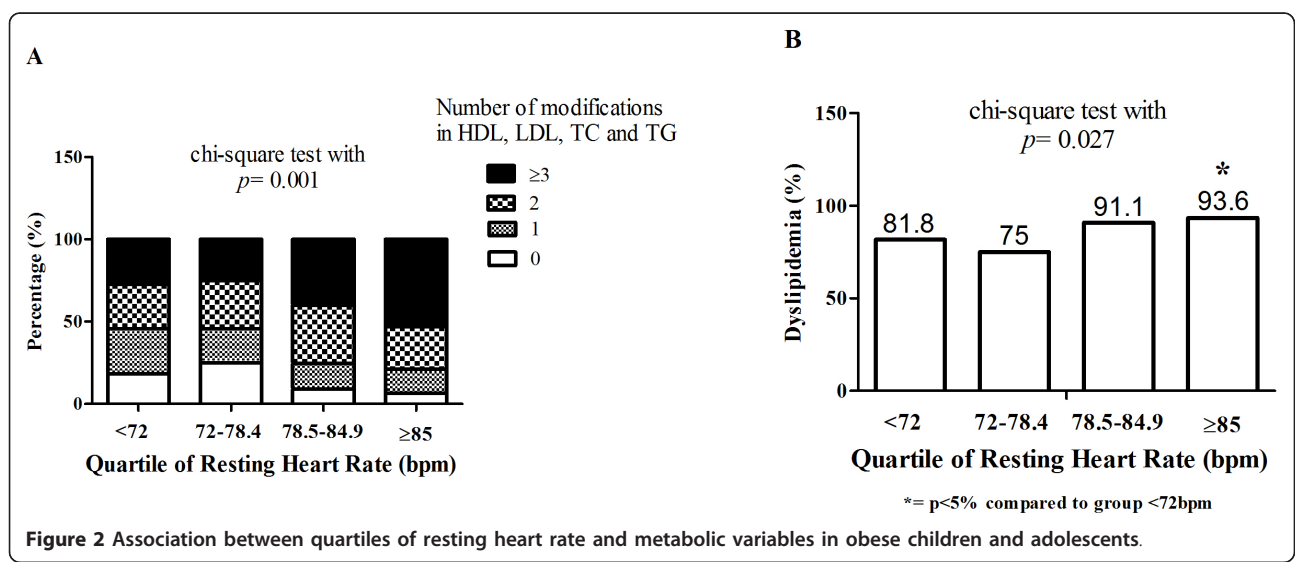 A
Number of modifications
in HDL, LDL, TC and TG
≥3
2
1
0
chi-square test with
p= 0.001
Percentage (%)
150
100
50
0
<72
72-78.4
78.5-84.9
≥85
Quartile of Resting Heart Rate (bpm)
B
chi-square test with
p= 0.027
Dyslipidemia (%)
150
100
50
0
81.8
75
91.1
93.6
*
<72
72-78.4
78.5-84.9
≥85
Quartile of Resting Heart Rate (bpm)
*= p<5% compared to group <72bpm
Figure 2 Association between quartiles of resting heart rate and metabolic variables in obese children and adolescents.